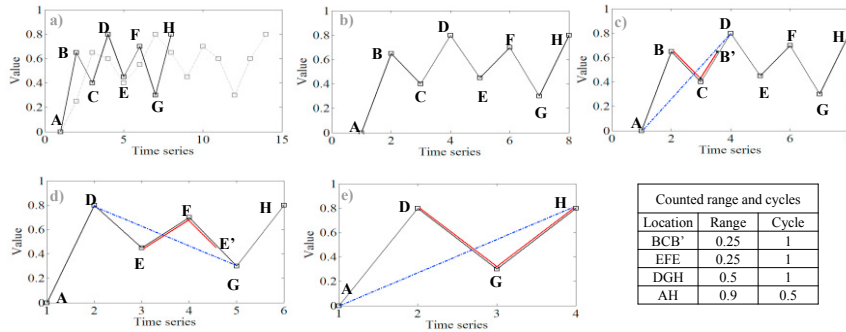 a)
Value
0
0.2
0.4
0.6
0.8
1
A
B
C
D
E
F
G
H
0
5
10
15
Time series
b)
Value
0
0.2
0.4
0.6
0.8
1
A
B
C
D
E
F
G
H
0
2
4
6
8
Time series
c)
Value
0
0.2
0.4
0.6
0.8
1
A
B
C
B’
D
E
F
G
H
0
2
4
6
8
Time series
d)
Value
0
0.2
0.4
0.6
0.8
1
A
D
E
F
E’
G
H
1
2
3
4
5
6
Time series
e)
Value
0
0.2
0.4
0.6
0.8
1
A
D
G
H
1
2
3
4
Time series
Counted range and cycles
Location Range Cycle
BCB’ 0.25 1
EFE 0.25 1
DGH 0.5 1
AH 0.9 0.5